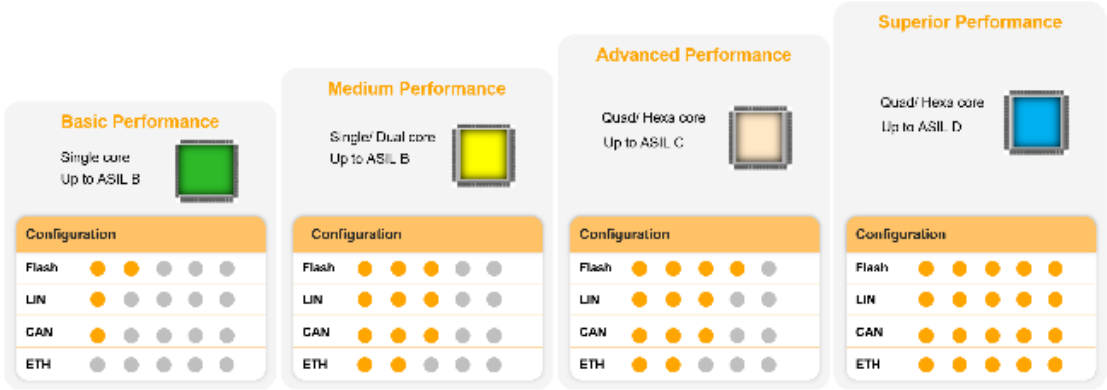 Basic Performance
Single core
Up to ASIL B
Configuration
Flash
LIN
CAN
ETH
Medium Performance
Single/ Dual core
Up to ASIL B
Configuration
Flash
LIN
CAN
ETH
Advanced Performance
Quad/ Hexa core
Up to ASIL C
Configuration
Flash
LIN
CAN
ETH
Superior Performance
Quad/ Hexa core
Up to ASIL D
Configuration
Flash
LIN
CAN
ETH